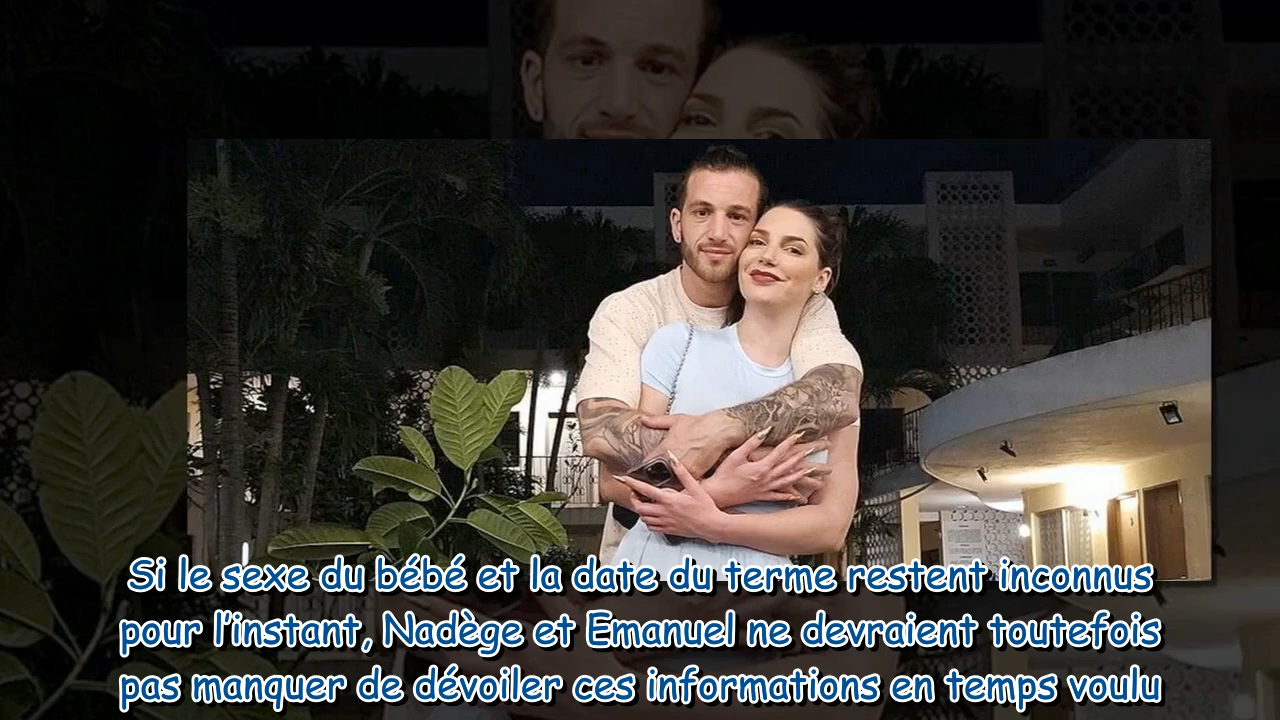 Si le sexe du bébé et la date du terme restent inconnus
pour l'instant, Nadège et Emanuel ne devraient toutefois
pas manquer de dévoiler ces informations en temps voulu